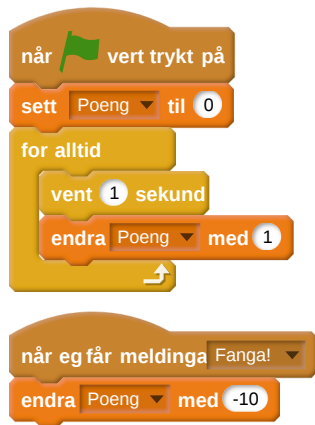 når vert trykt på
sett Poeng til 0
for alltid
vent 1 sekund
endra Poeng med 1
når eg får meldinga Fanga!
endra Poeng med -10